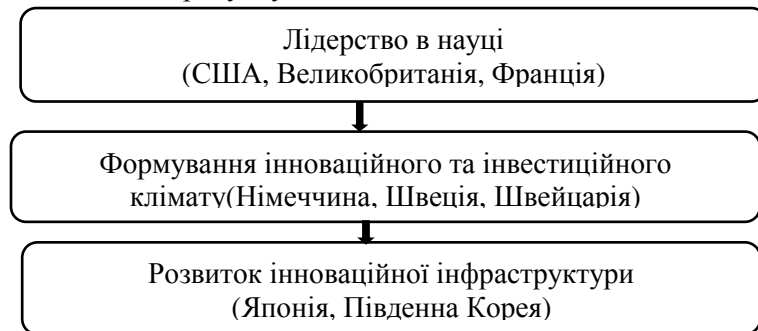 Лідерство в науці
(США, Великобританія, Франція)
Формування інноваційного та інвестиційного
клімату(Німеччина, Швеція, Швейцарія)
Розвиток інноваційної інфраструктури
(Японія, Південна Корея)